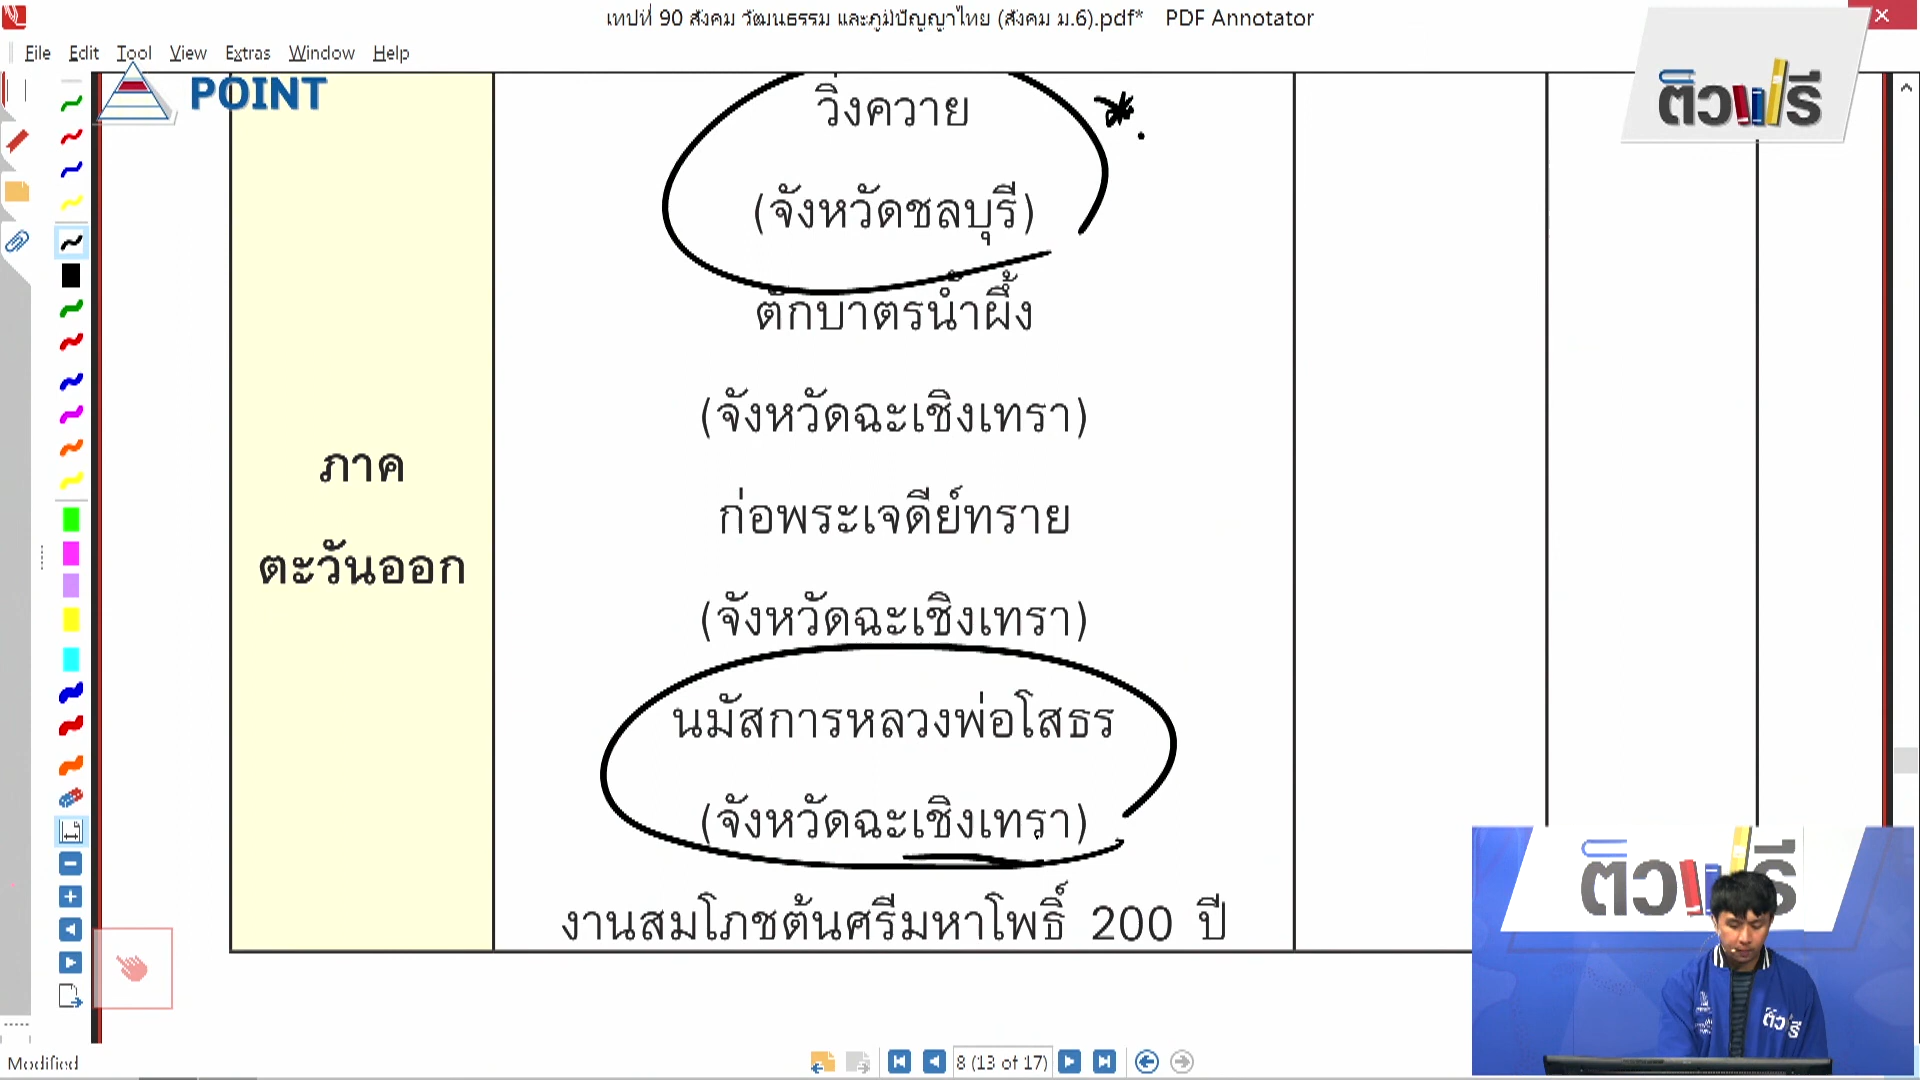 เทปที่ 90 สังคม วัฒนธรรม และภูมิปัญญาไทย (สังคม ม.6).pdf* PDF Annotator
File Edit Tool View Extras Window Help
POINT
ติวฟรี
วิ่งควาย
(จังหวัดชลบุรี)
ตักบาตรน้ำผึ้ง
(จังหวัดฉะเชิงเทรา)
ภาค
ตะวันออก
ก่อพระเจดีย์ทราย
(จังหวัดฉะเชิงเทรา)
นมัสการหลวงพ่อโสธร
(จังหวัดฉะเชิงเทรา)
งานสมโภชต้นศรีมหาโพธิ์ 200 ปี
ติวฟรี
ติวฟรี
Modified
8 (13 of 17)